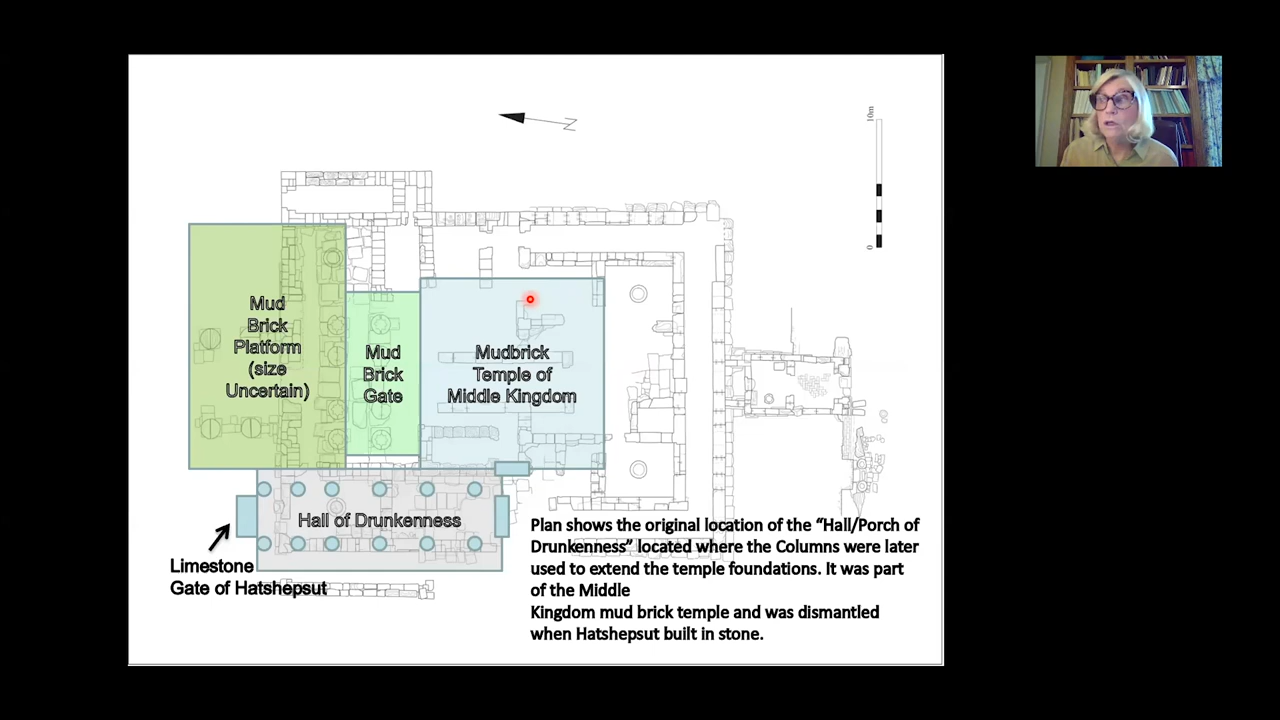 N
10m
0
Mud
Brick
Platform
(size
Uncertain)
Mud
Brick
Gate
Mudbrick
Temple of
Middle Kingdom
Hall of Drunkenness
Limestone
Gate of Hatshepsut
Plan shows the original location of the “Hall/Porch of
Drunkenness” located where the Columns were later
used to extend the temple foundations. It was part
of the Middle
Kingdom mud brick temple and was dismantled
when Hatshepsut built in stone.